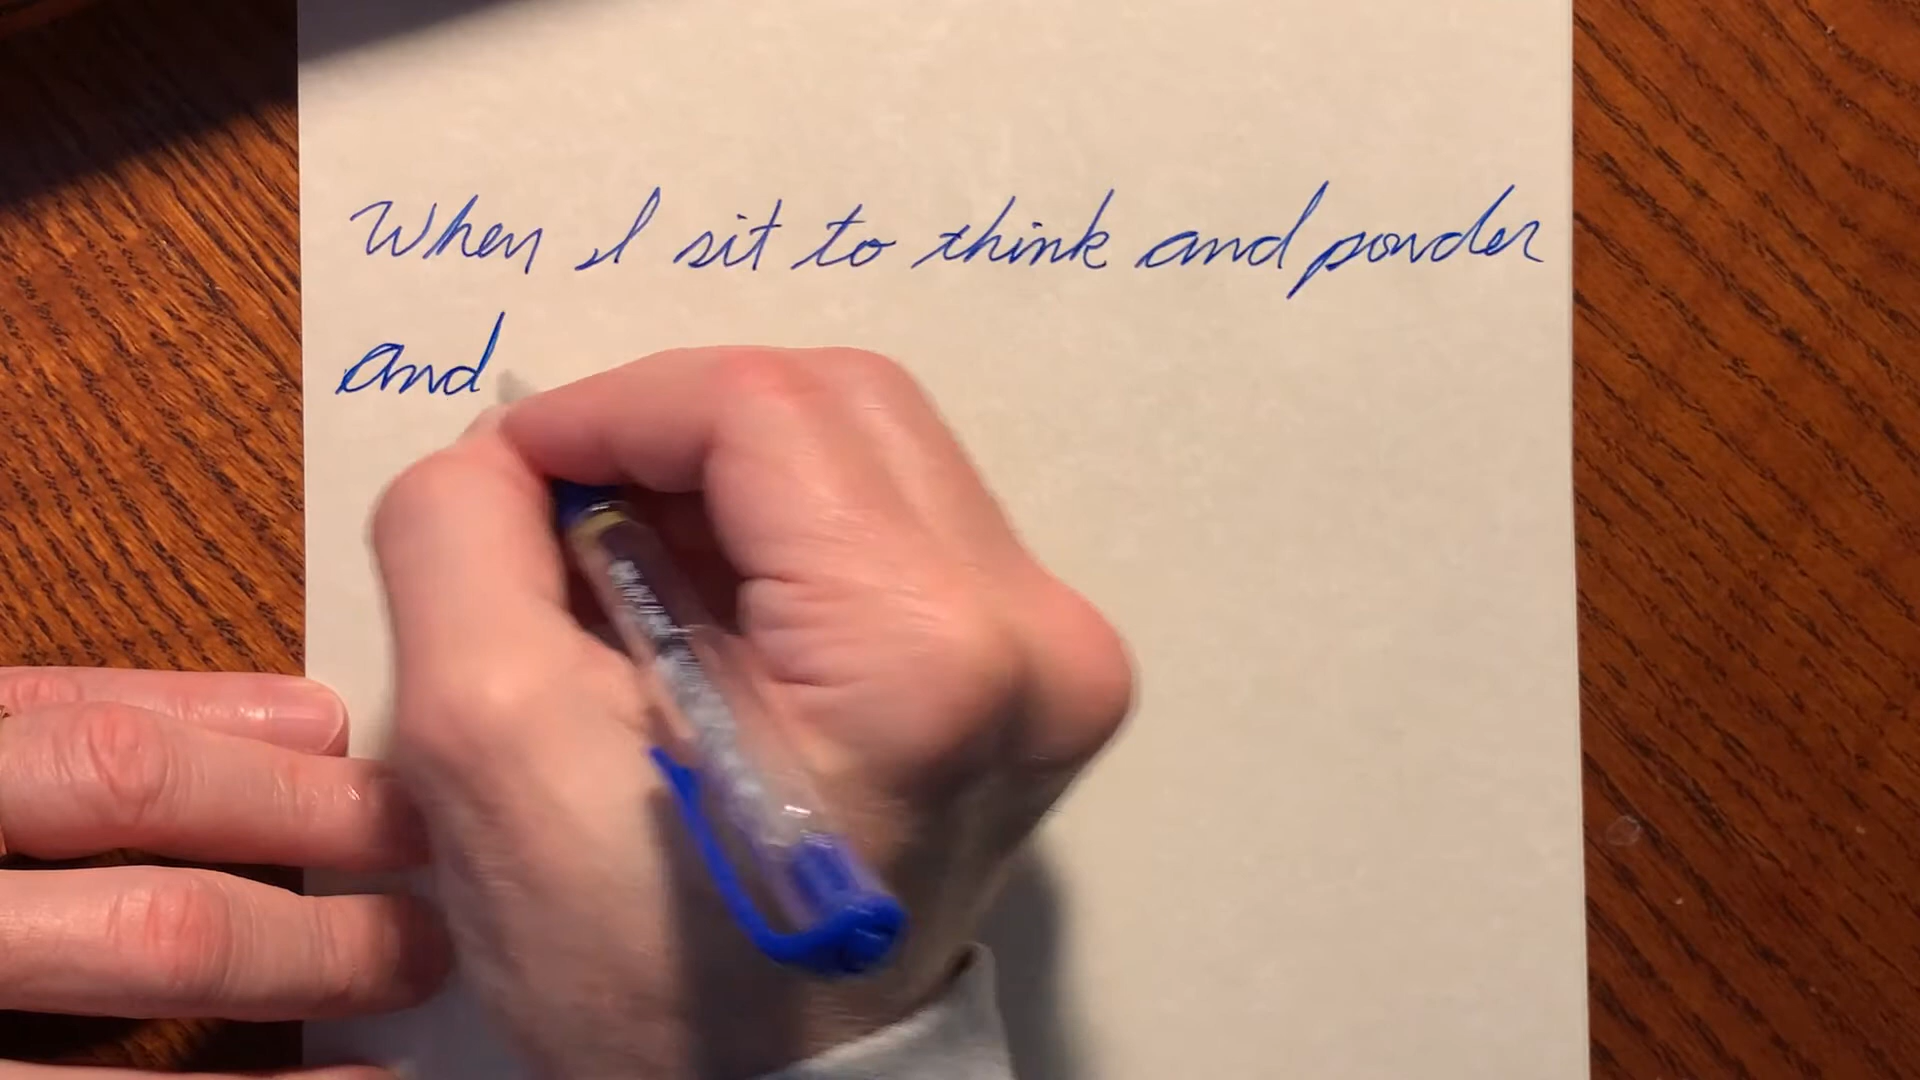 When I sit to think and ponder
and